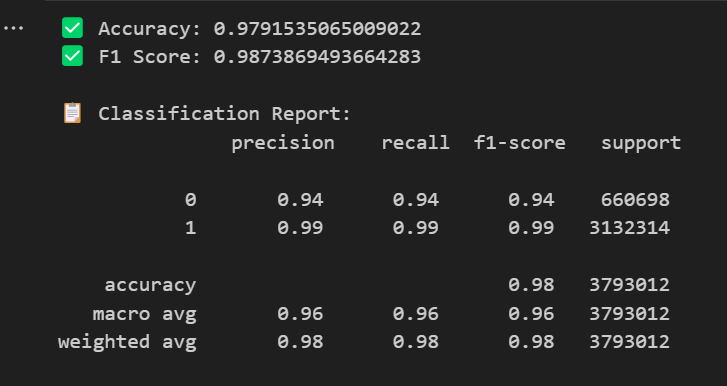 ... ✅ Accuracy: 0.9791535065009022
✅ F1 Score: 0.9873869493664283
📋 Classification Report:
precision recall f1-score support
0 0.94 0.94 0.94 660698
1 0.99 0.99 0.99 3132314
accuracy 0.98 3793012
macro avg 0.96 0.96 0.96 3793012
weighted avg 0.98 0.98 0.98 3793012